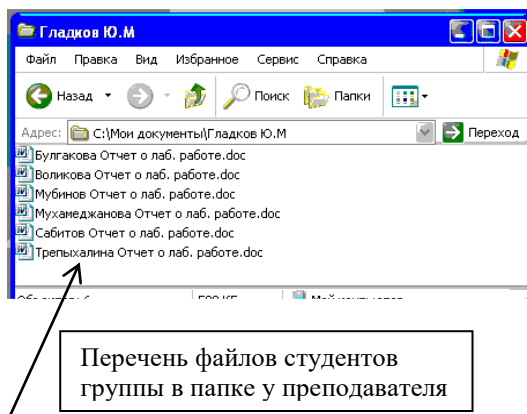 Гладков Ю.М
Файл Правка Вид Избранное Сервис Справка
Назад Поиск Папки
Адрес: C:\Мои документы\Гладков Ю.М Переход
Булгакова Отчет о лаб. работе.doc
Воликова Отчет о лаб. работе.doc
Мубинов Отчет о лаб. работе.doc
Мухамеджанова Отчет о лаб. работе.doc
Сабитов Отчет о лаб. работе.doc
Трепыхалина Отчет о лаб. работе.doc
Перечень файлов студентов
группы в папке у преподавателя